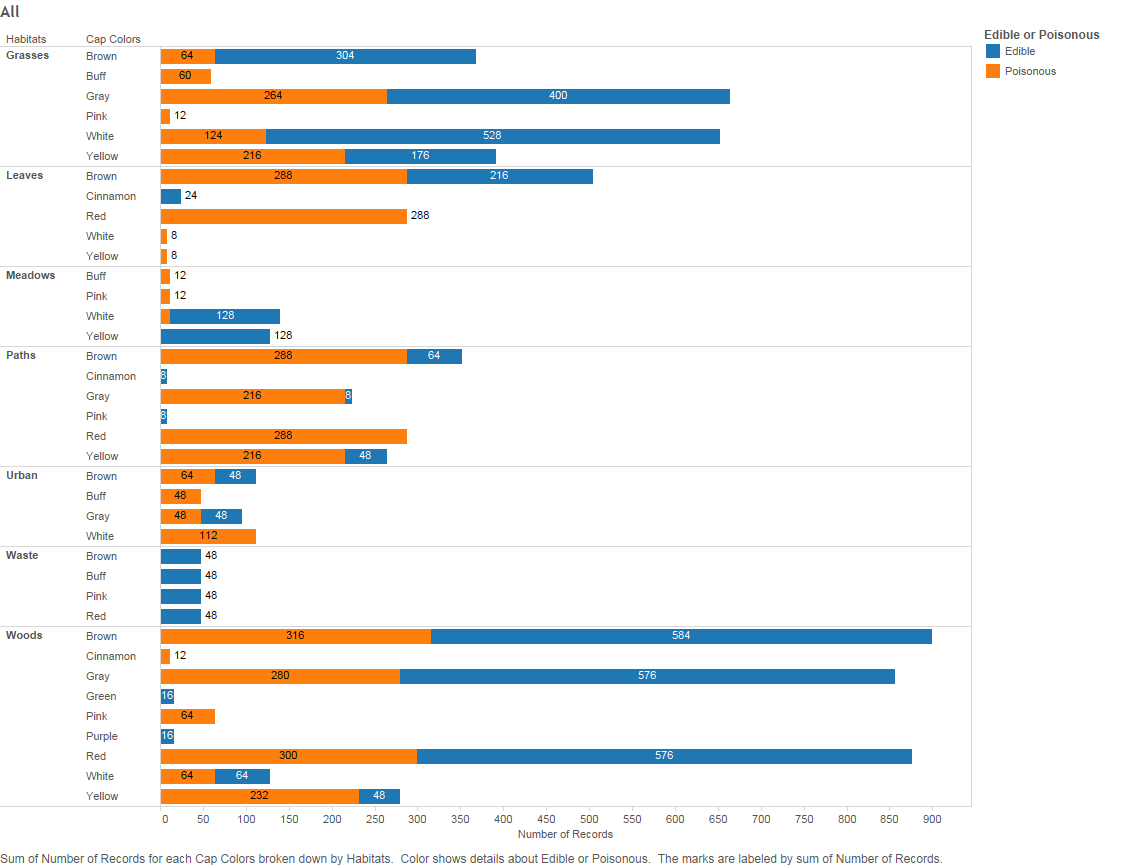 All
Habitats Cap Colors
Edible or Poisonous
Edible
Poisonous
Grasses Brown 64 304
Buff 60
Gray 264 400
Pink 12
White 124 528
Yellow 216 176
Leaves Brown 288 216
Cinnamon 24
Red 288
White 8
Yellow 8
Meadows Buff 12
Pink 12
White 128
Yellow 128
Paths Brown 288 64
Cinnamon 8
Gray 216 8
Pink 8
Red 288
Yellow 216 48
Urban Brown 64 48
Buff 48
Gray 48 48
White 112
Waste Brown 48
Buff 48
Pink 48
Red 48
Woods Brown 316 584
Cinnamon 12
Gray 280 576
Green 16
Pink 64
Purple 16
Red 300 576
White 64 64
Yellow 232 48
0 50 100 150 200 250 300 350 400 450 500 550 600 650 700 750 800 850 900
Number of Records
Sum of Number of Records for each Cap Colors broken down by Habitats.  Color shows details about Edible or Poisonous.  The marks are labeled by sum of Number of Records.